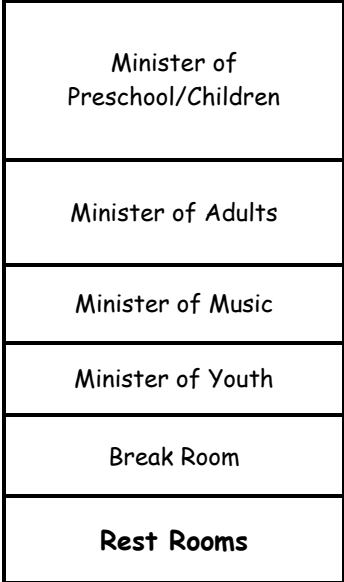 Minister of
Preschool/Children
Minister of Adults
Minister of Music
Minister of Youth
Break Room
Rest Rooms